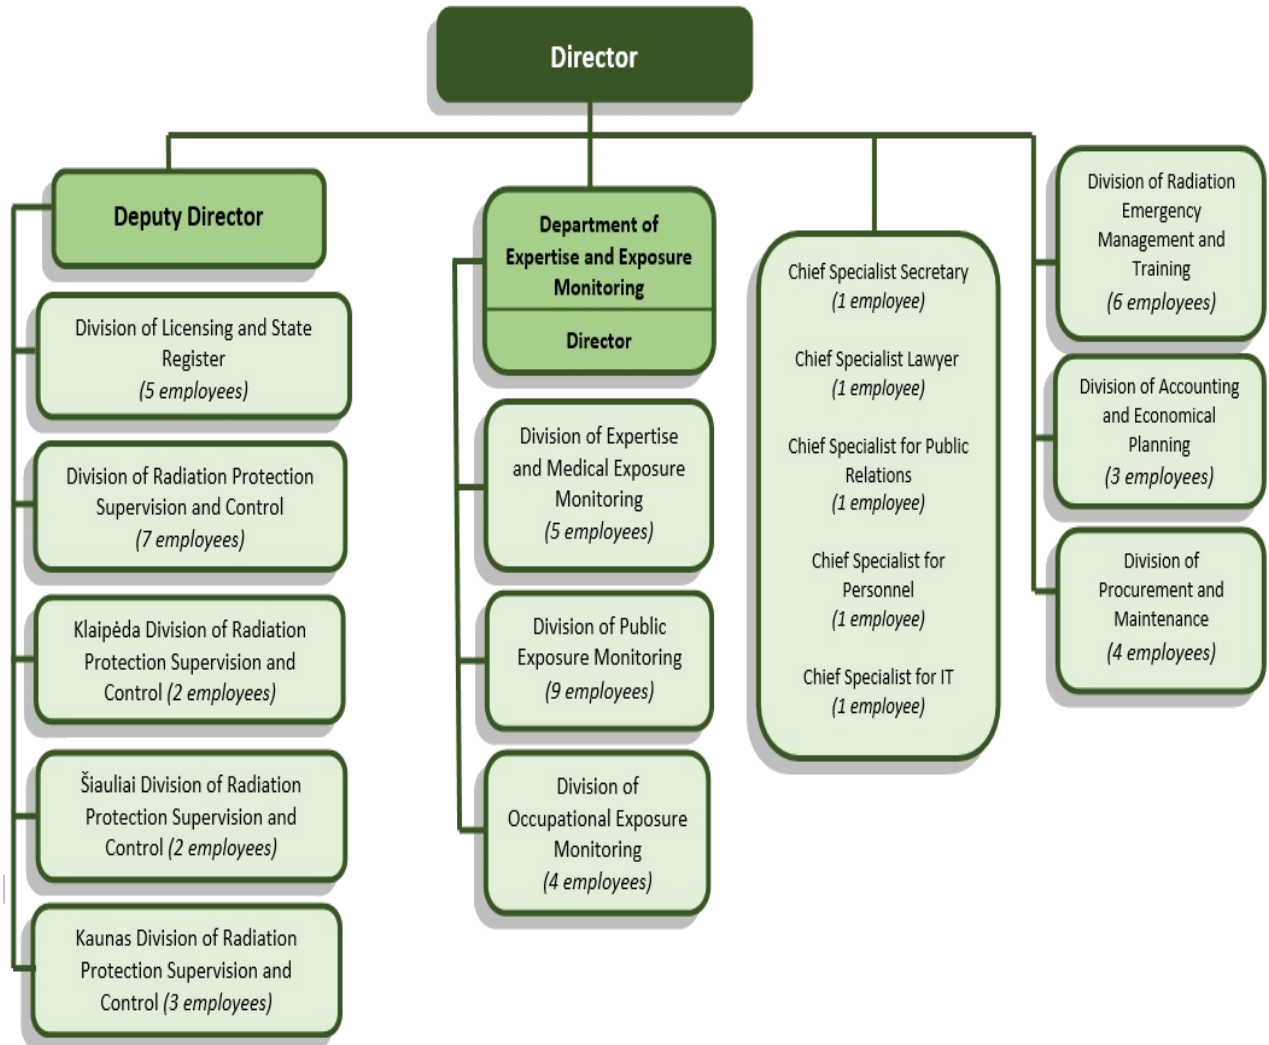 Director
Deputy Director
Division of Licensing and State
Register
(5 employees)
Division of Radiation Protection
Supervision and Control
(7 employees)
Klaipėda Division of Radiation
Protection Supervision and
Control (2 employees)
Šiauliai Division of Radiation
Protection Supervision and
Control (2 employees)
Kaunas Division of Radiation
Protection Supervision and
Control (3 employees)
Department of
Expertise and Exposure
Monitoring
Director
Division of Expertise
and Medical Exposure
Monitoring
(5 employees)
Division of Public
Exposure Monitoring
(9 employees)
Division of
Occupational Exposure
Monitoring
(4 employees)
Chief Specialist Secretary
(1 employee)
Chief Specialist Lawyer
(1 employee)
Chief Specialist for Public
Relations
(1 employee)
Chief Specialist for
Personnel
(1 employee)
Chief Specialist for IT
(1 employee)
Division of Radiation
Emergency
Management and
Training
(6 employees)
Division of Accounting
and Economical
Planning
(3 employees)
Division of
Procurement and
Maintenance
(4 employees)